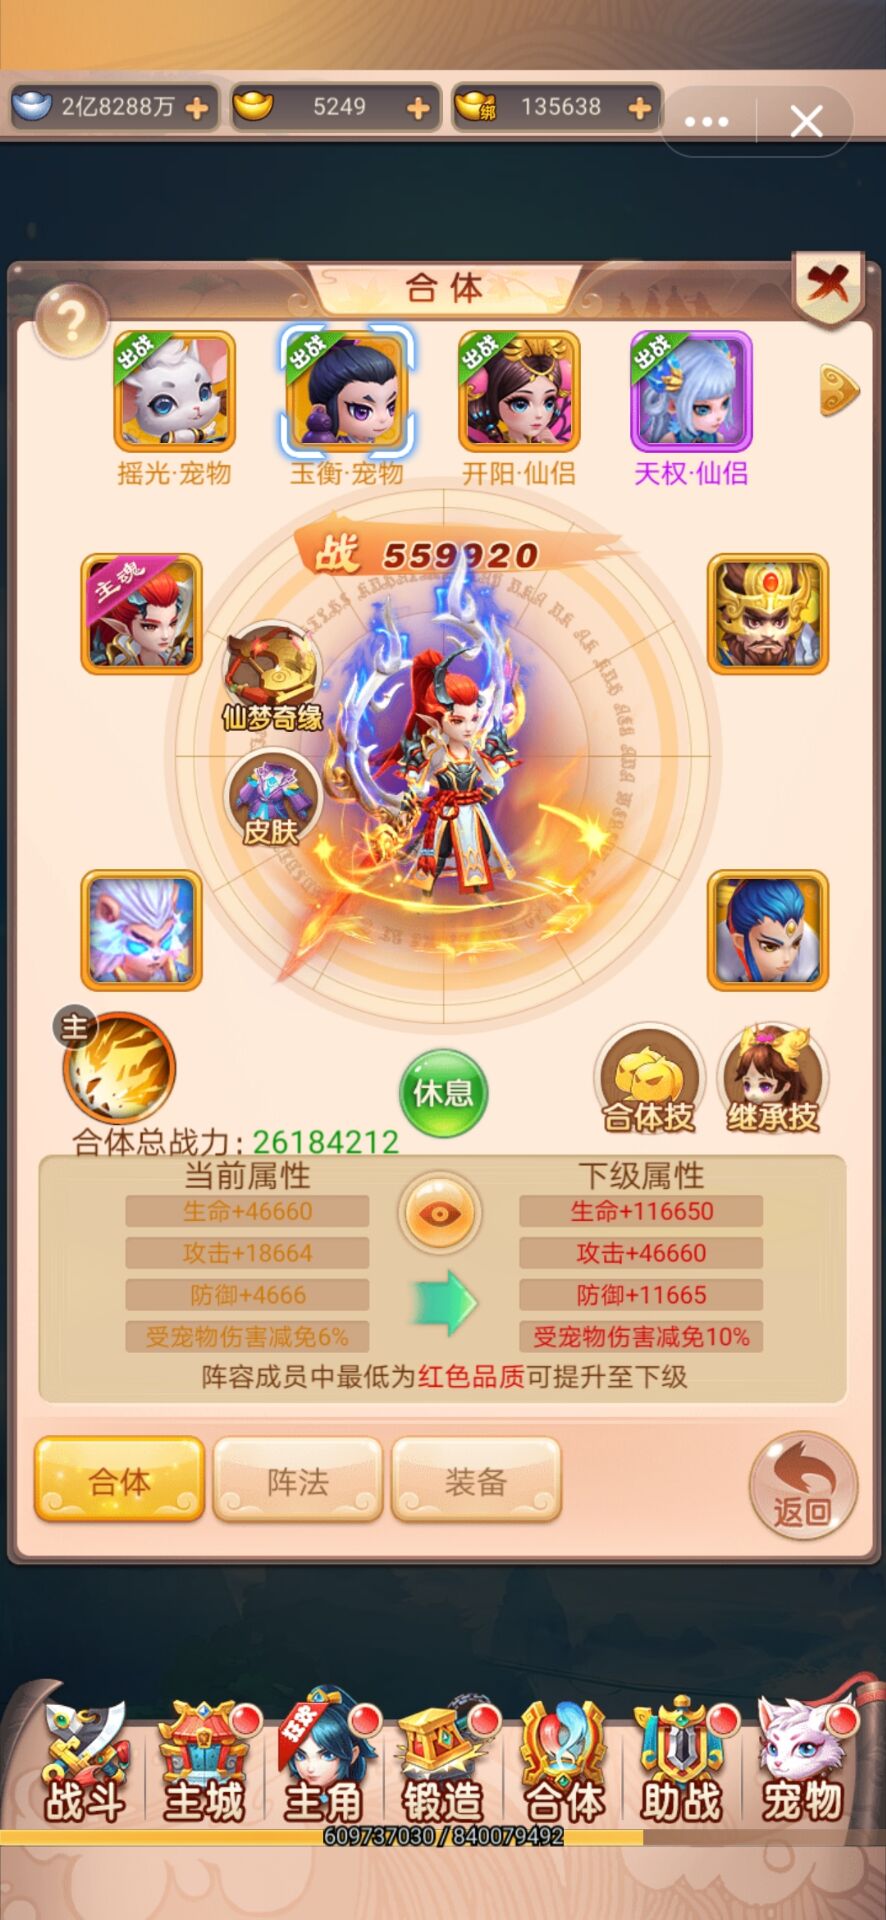 2亿8288万
5249
绑
135638
合体
?
出战
出战
出战
出战
摇光·宠物
玉衡·宠物
开阳·仙侣
天权·仙侣
战 559920
主魂
仙梦奇缘
皮肤
主
休息
合体技
继承技
合体总战力: 26184212
当前属性
下级属性
生命+46660
生命+116650
攻击+18664
攻击+46660
防御+4666
防御+11665
受宠物伤害减免6%
受宠物伤害减免10%
阵容成员中最低为红色品质可提升至下级
合体
阵法
装备
返回
狂欢
战斗
主城
主角
锻造
合体
助战
宠物
609737030/840079492